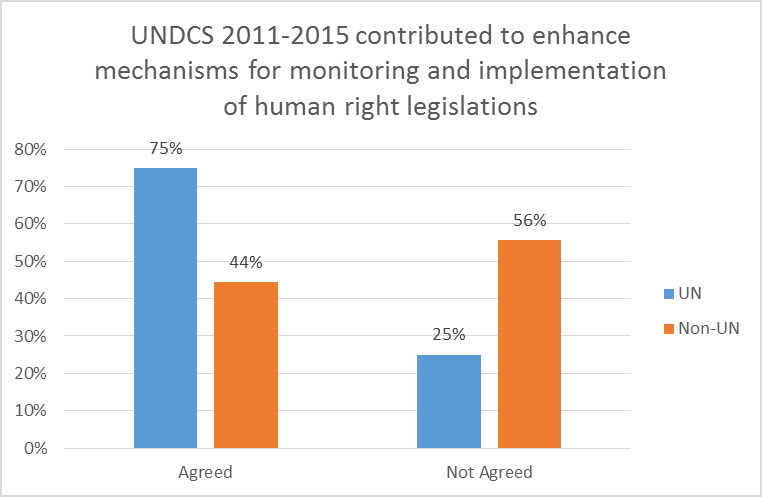 UNDCS 2011-2015 contributed to enhance
mechanisms for monitoring and implementation
of human right legislations
80%
70%
60%
50%
40%
30%
20%
10%
0%
75%
44%
25%
56%
Agreed
Not Agreed
UN
Non-UN